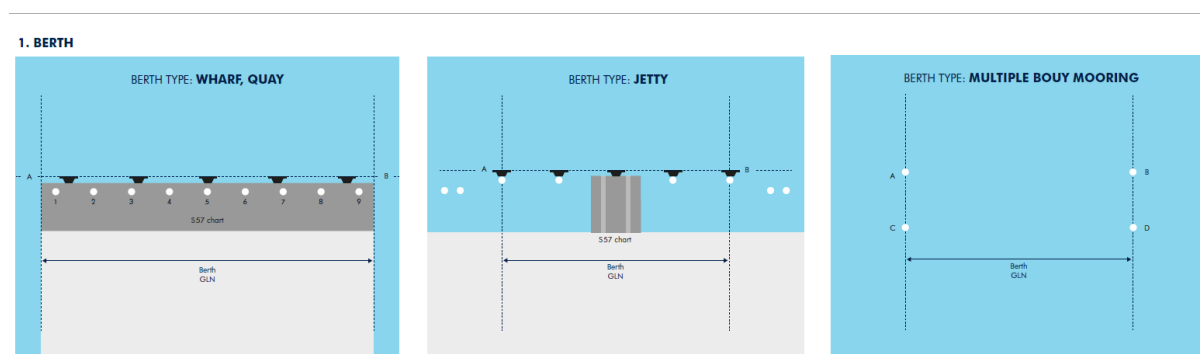 1. BERTH
BERTH TYPE: WHARF, QUAY
A
B
1 2 3 4 5 6 7 8 9
S57 chart
Berth
GLN
BERTH TYPE: JETTY
A
B
S57 chart
Berth
GLN
BERTH TYPE: MULTIPLE BOUY MOORING
A
B
C
D
Berth
GLN